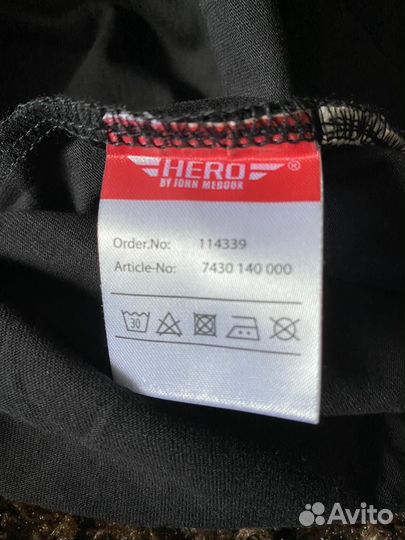 HERO ®
BY JOHN MEDOOX
Order.No: 114339
Article-No: 7430 140 000
30
Avito